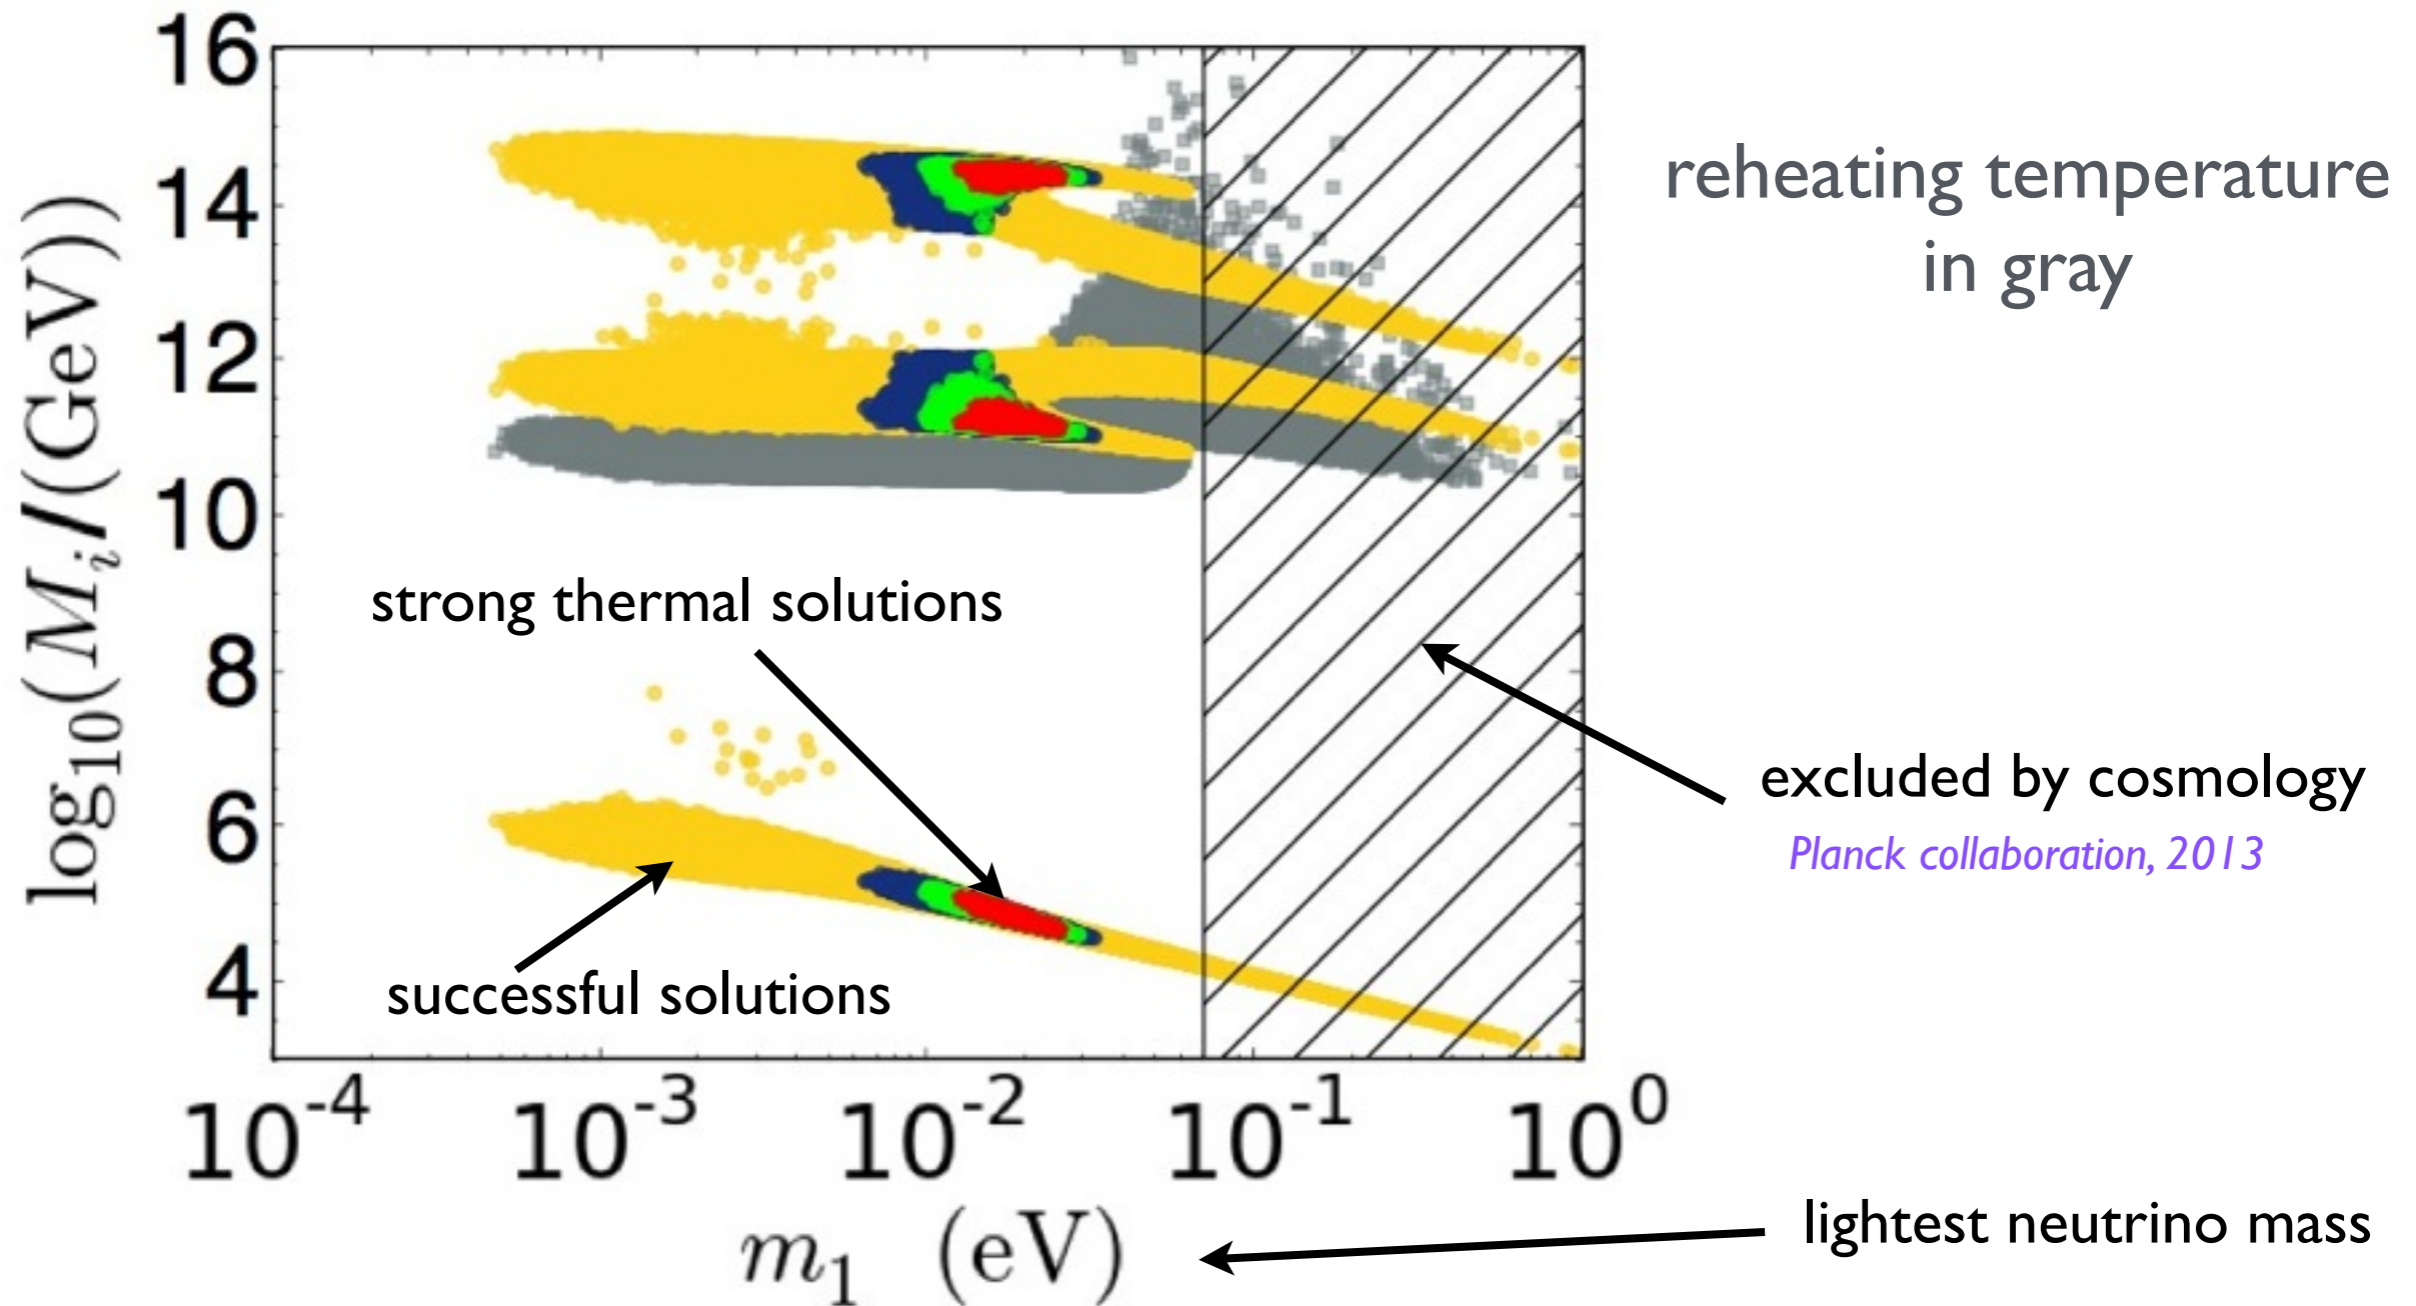 16
14
12
10
8
6
4
log10(Mi/(GeV))
reheating temperature
in gray
strong thermal solutions
successful solutions
excluded by cosmology
Planck collaboration, 2013
10^-4 10^-3 10^-2 10^-1 10^0
m1 (eV)
lightest neutrino mass